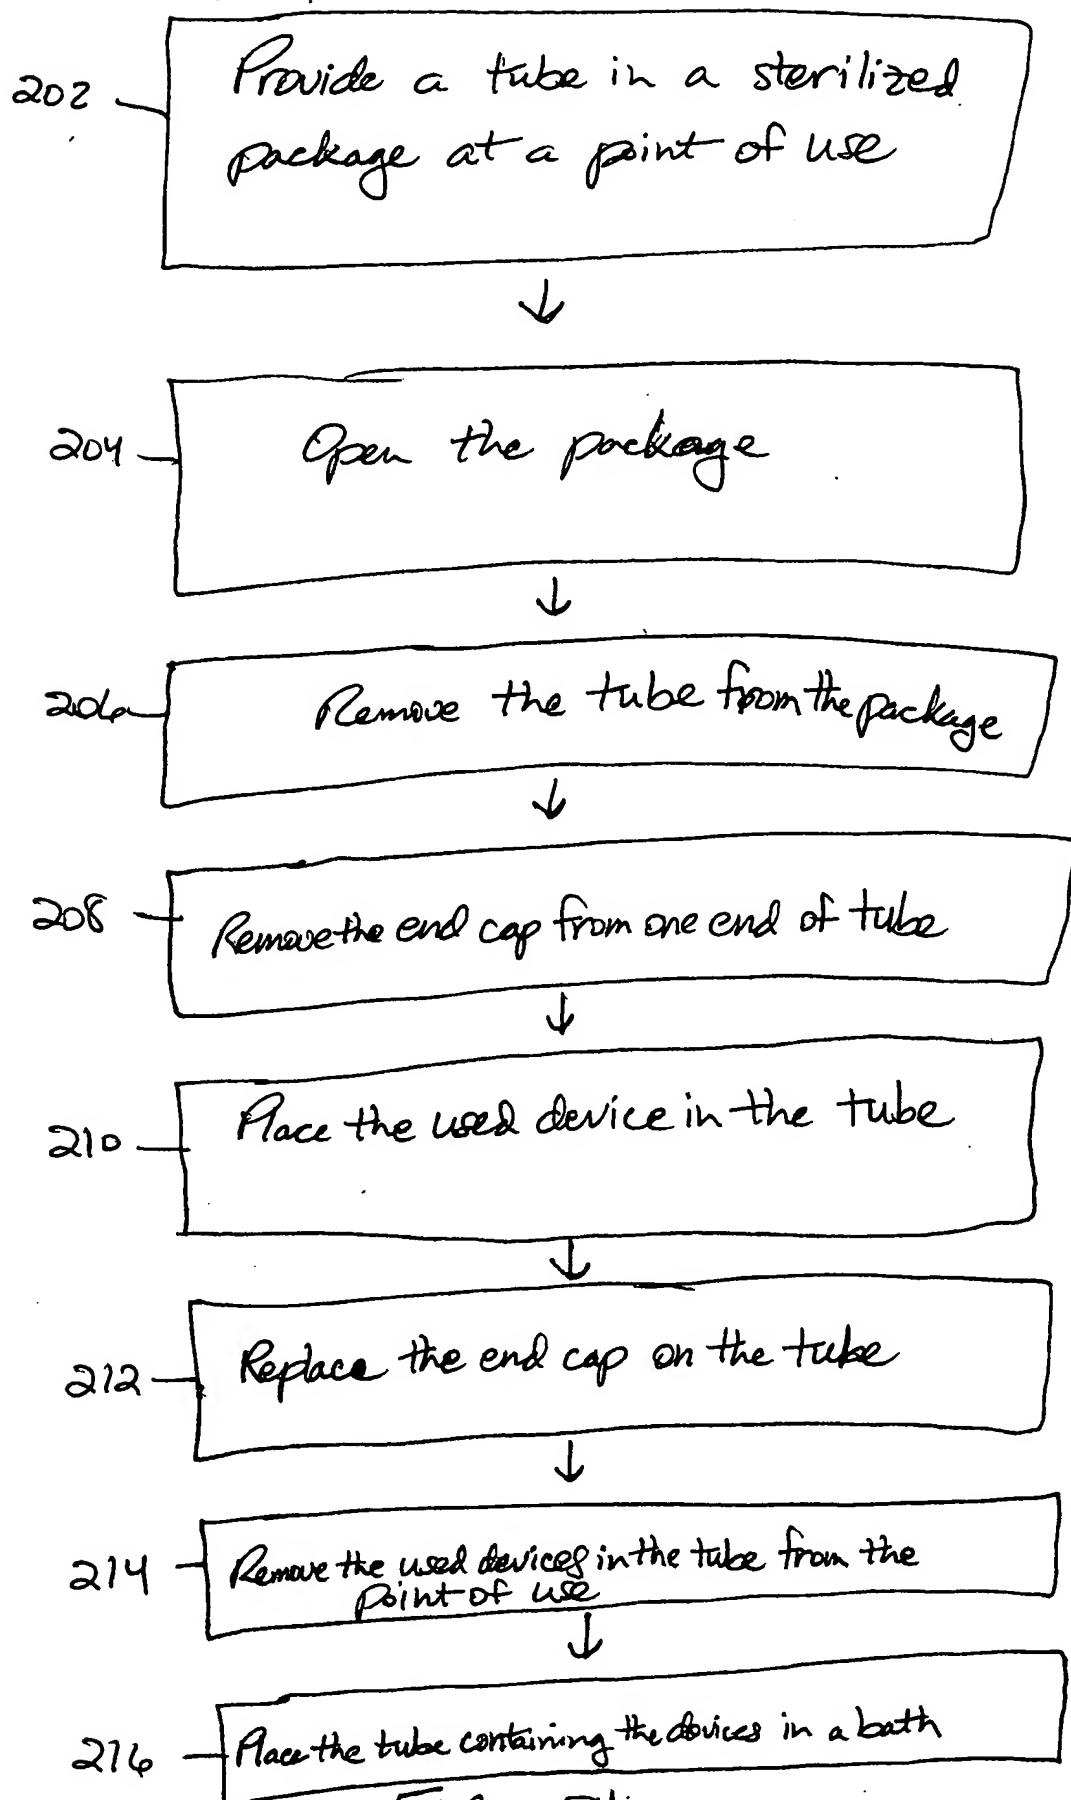 202
Provide a tube in a sterilized
package at a point of use
204
Open the package
206
Remove the tube from the package
208
Remove the end cap from one end of tube
210
Place the used device in the tube
212
Replace the end cap on the tube
214
Remove the used devices in the tube from the
point of use
216
Place the tube containing the devices in a bath